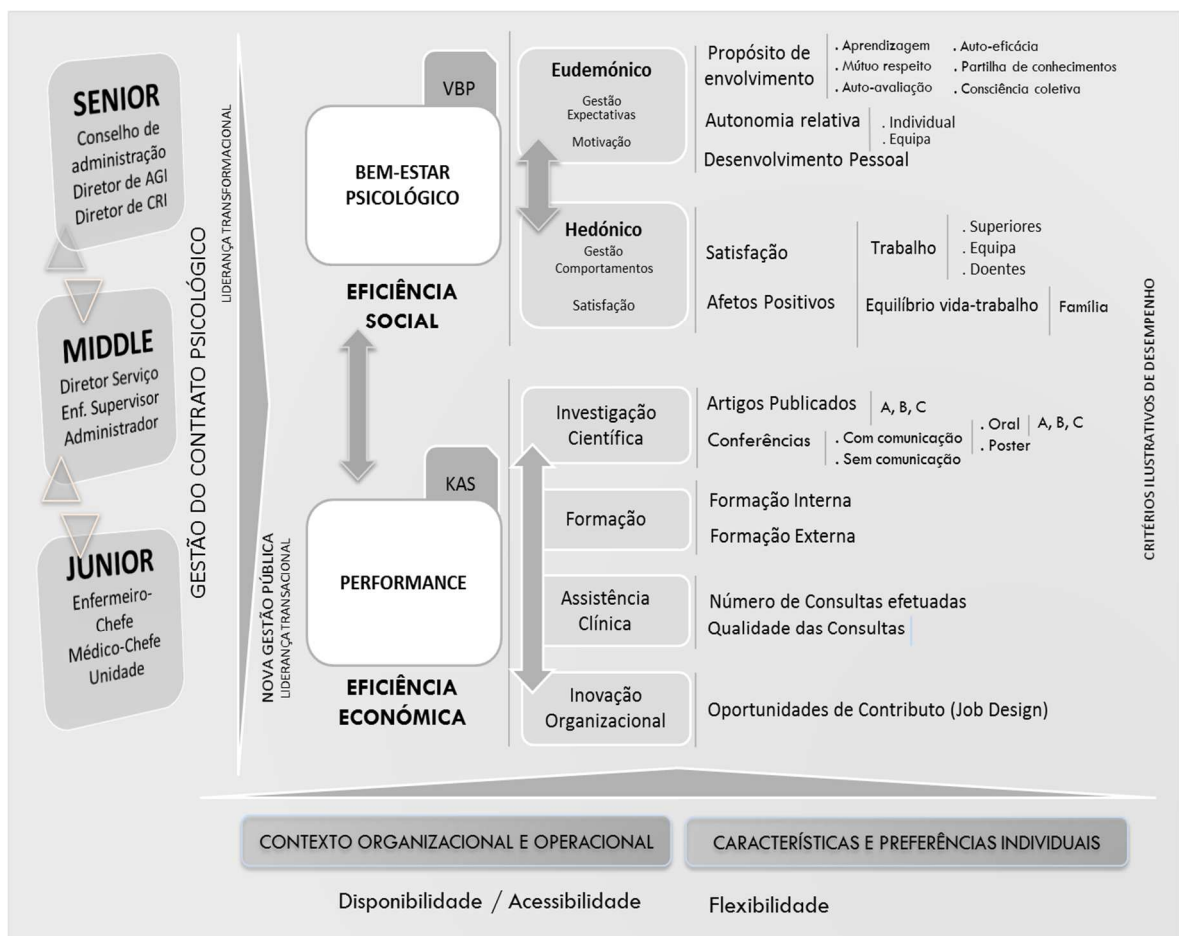 SENIOR
Conselho de
administração
Diretor de AGI
Diretor de CRI
MIDDLE
Diretor Serviço
Enf. Supervisor
Administrador
JÚNIOR
Enfermeiro-
Chefe
Médico-Chefe
Unidade
GESTÃO DO CONTRATO PSICOLÓGICO
LIDERANÇA TRANSFORMACIONAL
NOVA GESTÃO PÚBLICA
LIDERANÇA TRANSACIONAL
VBP
BEM-ESTAR
PSICOLÓGICO
EFICIÊNCIA
SOCIAL
KAS
PERFORMANCE
EFICIÊNCIA
ECONÓMICA
Eudemónico
Gestão
Expectativas
Motivação
Propósito de
envolvimento
. Aprendizagem
. Mútuo respeito
. Auto-avaliação
. Auto-eficácia
. Partilha de conhecimentos
. Consciência coletiva
Autonomia relativa
. Individual
. Equipa
Desenvolvimento Pessoal
Hedónico
Gestão
Comportamentos
Satisfação
Satisfação
Trabalho
. Superiores
. Equipa
. Doentes
Afetos Positivos
Equilíbrio vida-trabalho
Família
Investigação
Científica
Artigos Publicados
A, B, C
Conferências
. Com comunicação
. Sem comunicação
. Oral
. Poster
A, B, C
Formação
Formação Interna
Formação Externa
Assistência
Clínica
Número de Consultas efetuadas
Qualidade das Consultas
Inovação
Organizacional
Oportunidades de Contributo (Job Design)
CRITÉRIOS ILUSTRATIVOS DE DESEMPENHO
CONTEXTO ORGANIZACIONAL E OPERACIONAL
CARACTERÍSTICAS E PREFERÊNCIAS INDIVIDUAIS
Disponibilidade / Acessibilidade
Flexibilidade